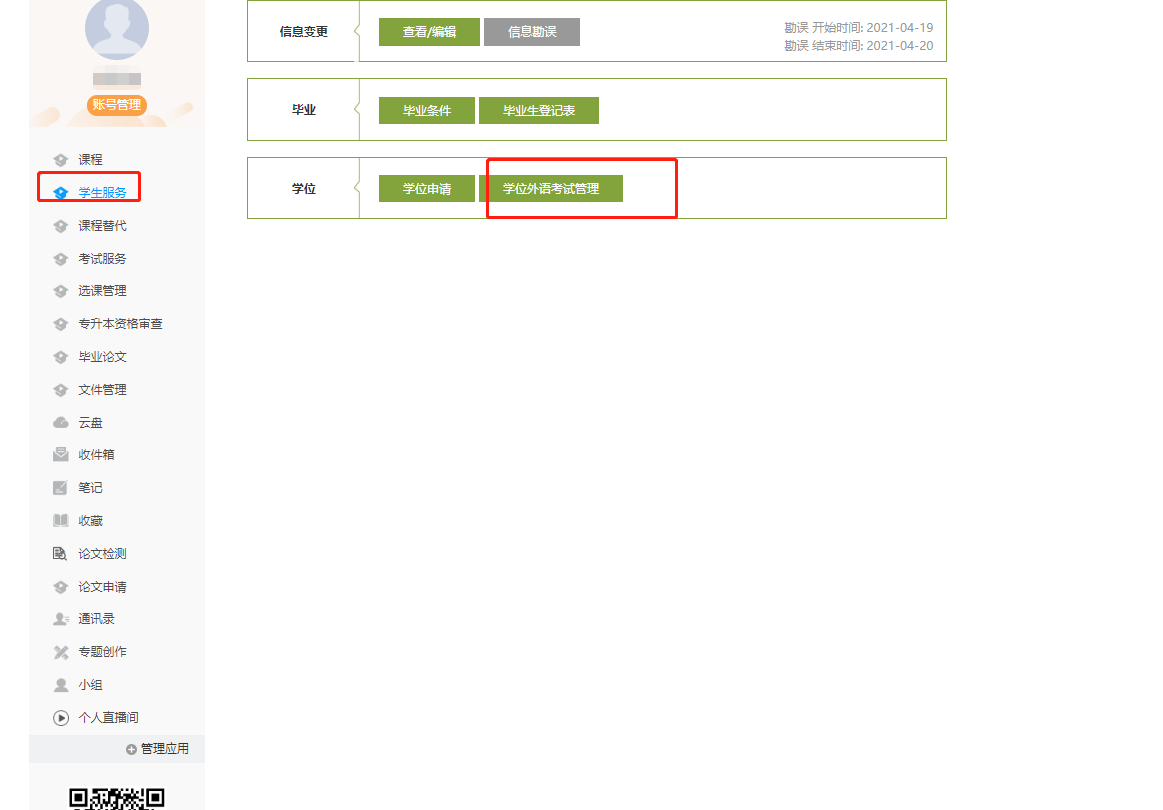 账号管理
课程
学生服务
课程替代
考试服务
选课管理
专升本资格审查
毕业论文
文件管理
云盘
收件箱
笔记
收藏
论文检测
论文申请
通讯录
专题创作
小组
个人直播间
管理应用
信息变更
查看/编辑 信息勘误
勘误 开始时间: 2021-04-19
勘误 结束时间: 2021-04-20
毕业
毕业条件 毕业生登记表
学位
学位申请 学位外语考试管理